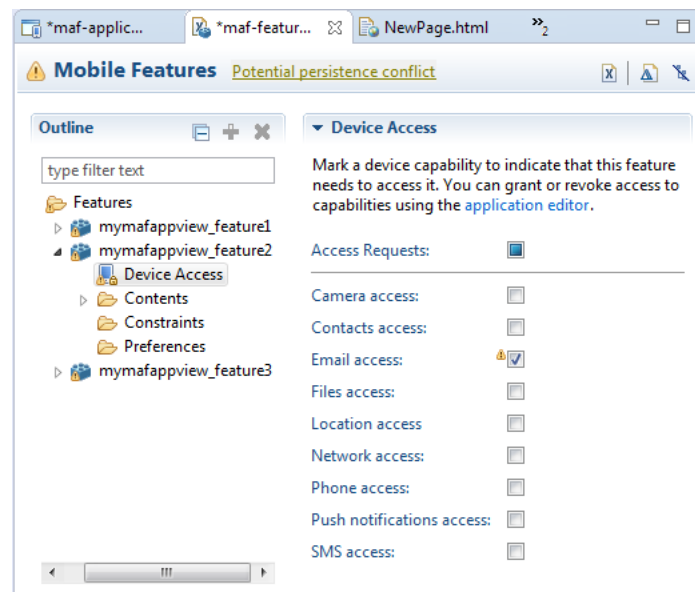 *maf-applic...
*maf-featur...
NewPage.html
»2
Mobile Features
Potential persistence conflict
Outline
type filter text
Features
mymafappview_feature1
mymafappview_feature2
Device Access
Contents
Constraints
Preferences
mymafappview_feature3
Device Access
Mark a device capability to indicate that this feature
needs to access it. You can grant or revoke access to
capabilities using the application editor.
Access Requests:
Camera access:
Contacts access:
Email access:
Files access:
Location access
Network access:
Phone access:
Push notifications access:
SMS access: